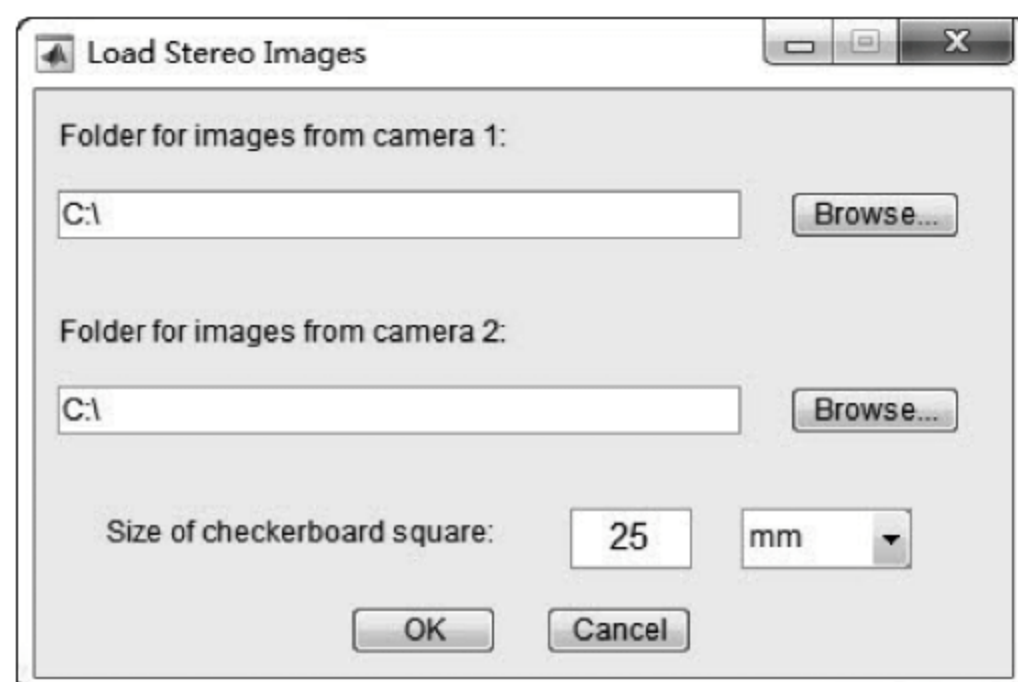 Load Stereo Images
Folder for images from camera 1:
C:\ Browse...
Folder for images from camera 2:
C:\ Browse...
Size of checkerboard square: 25 mm
OK Cancel